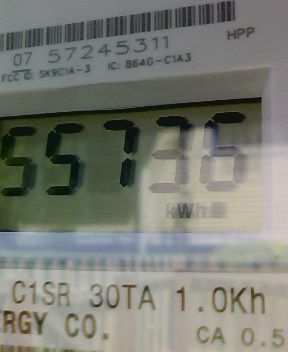 HPP
07 57245311
FCC ID: SK9C1A-3 IC: 864G-C1A3
55736
kWh
C1SR 30TA 1.0Kh
ERGY CO. CA 0.5